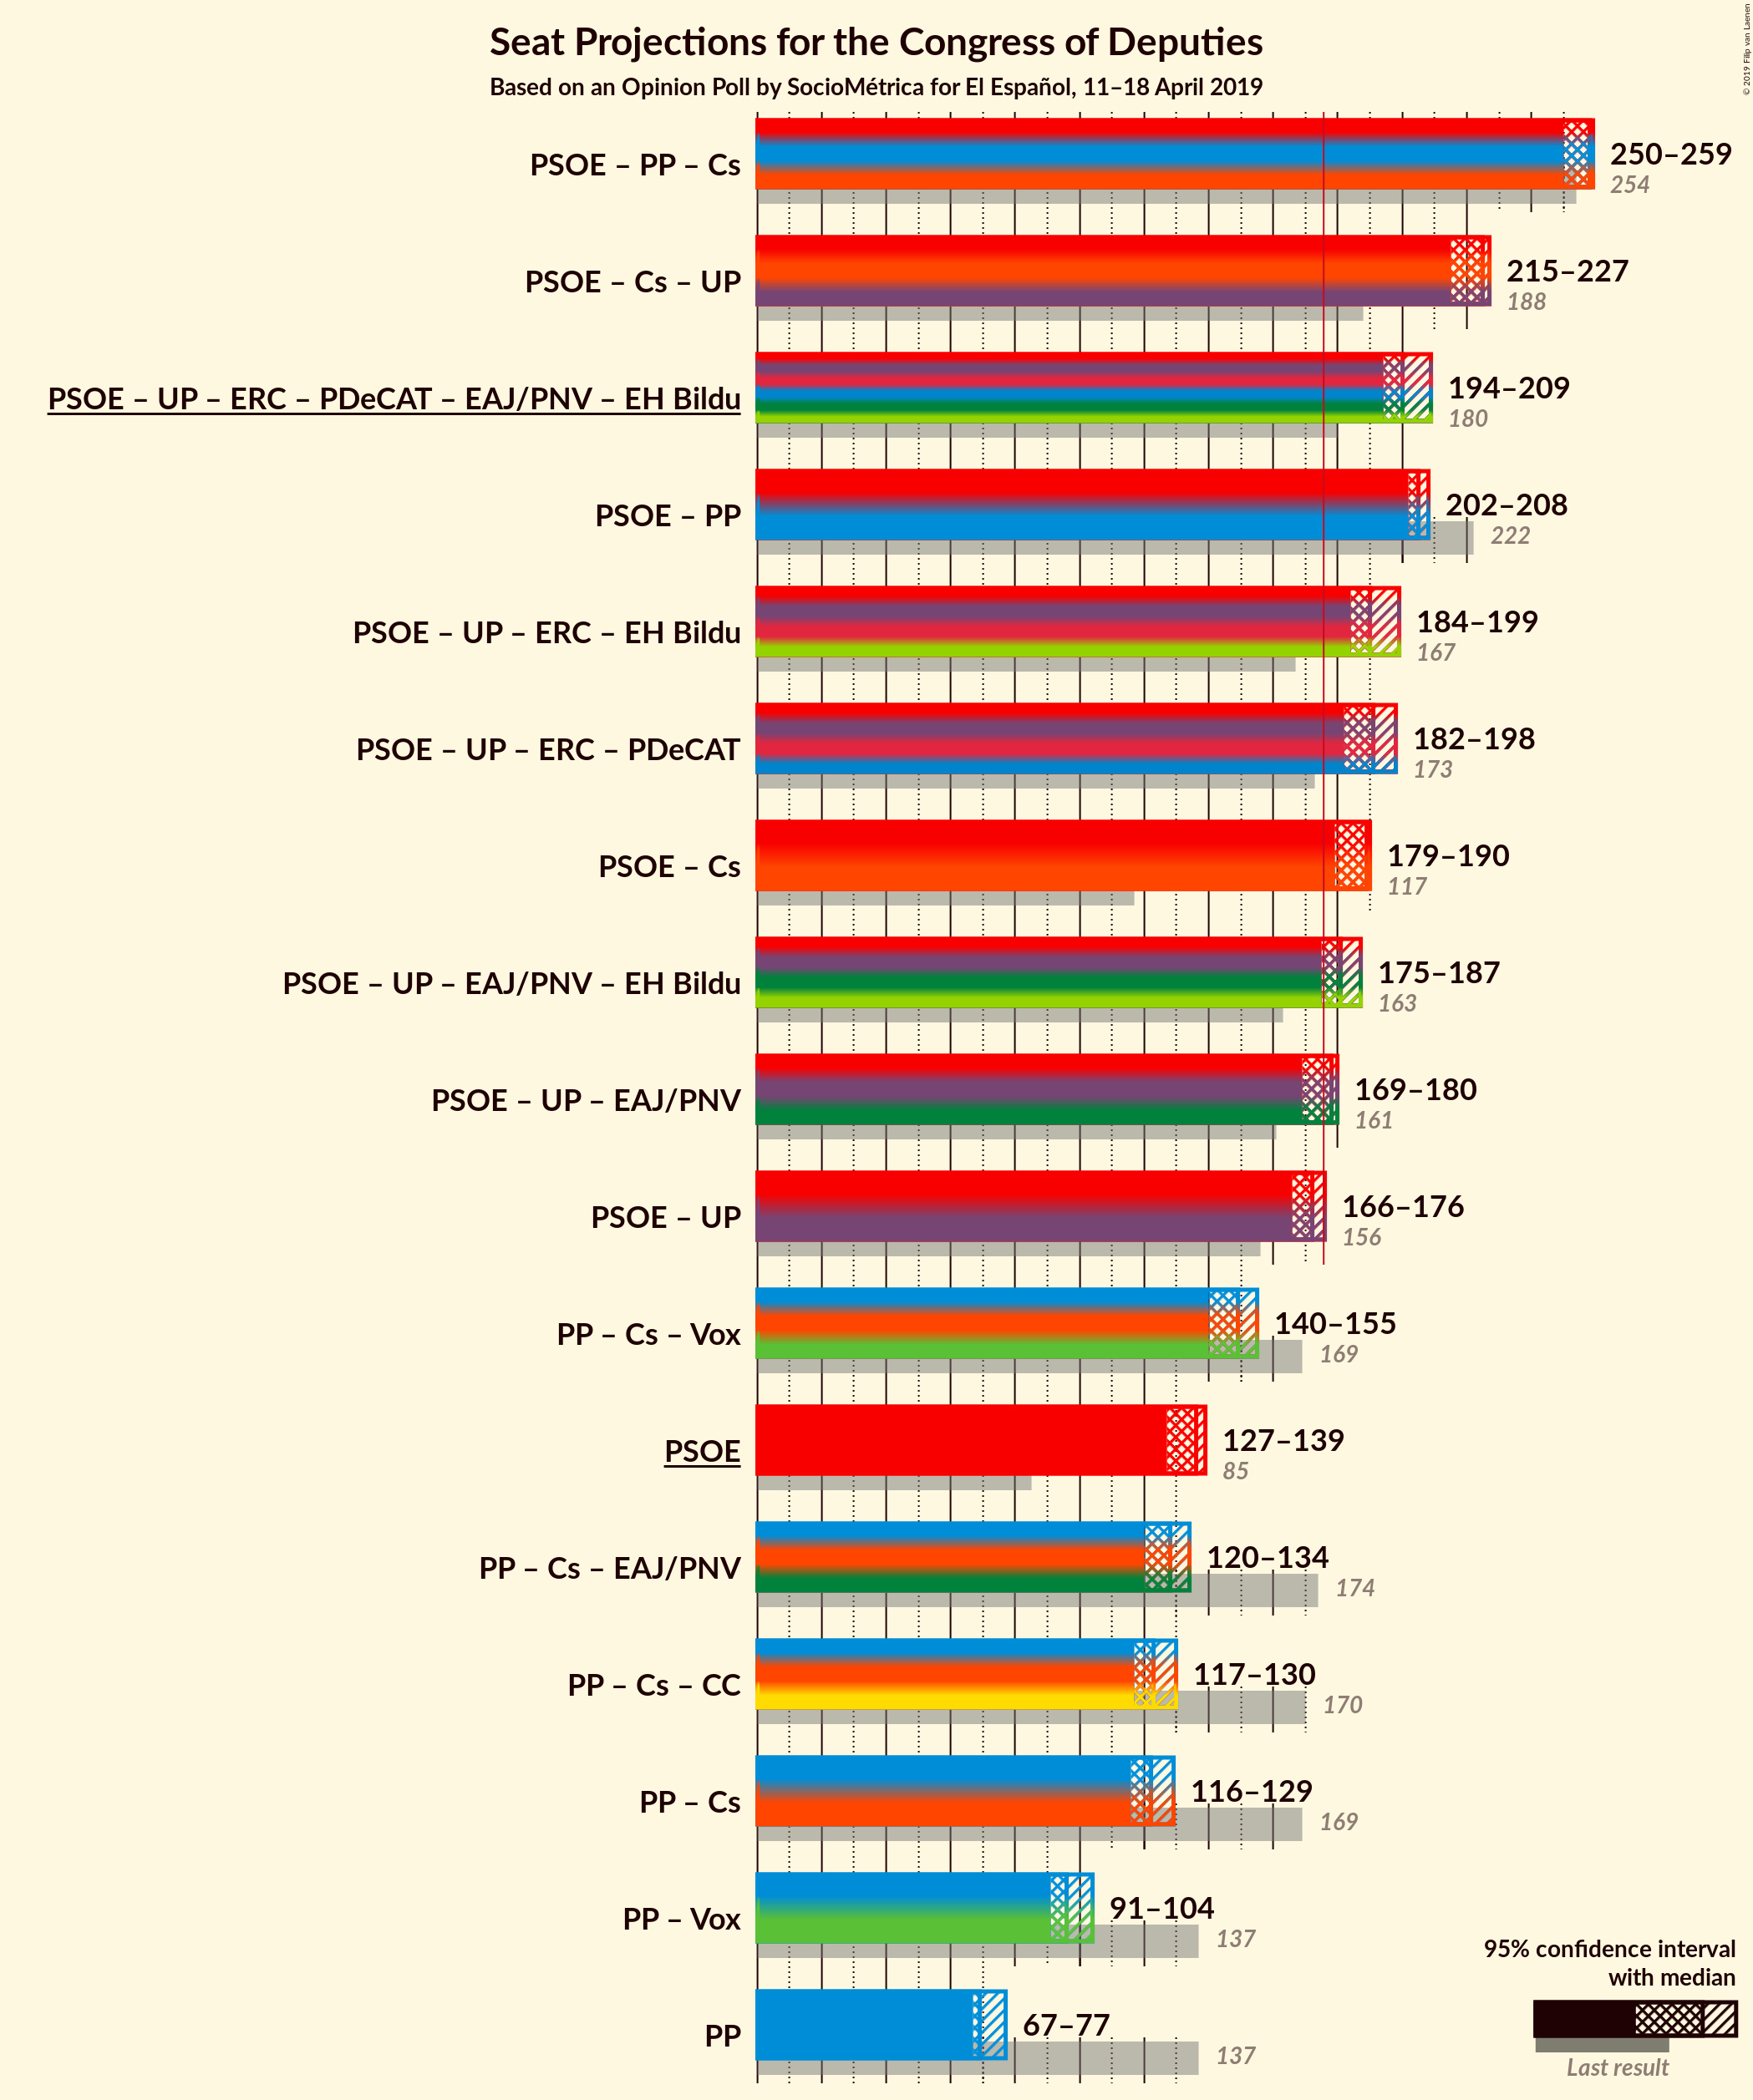 Seat Projections for the Congress of Deputies
Based on an Opinion Poll by SocioMétrica for El Español, 11–18 April 2019
© 2019 Filip van Laenen
PSOE – PP – Cs
250–259
254
PSOE – Cs – UP
215–227
188
PSOE – UP – ERC – PDeCAT – EAJ/PNV – EH Bildu
194–209
180
PSOE – PP
202–208
222
PSOE – UP – ERC – EH Bildu
184–199
167
PSOE – UP – ERC – PDeCAT
182–198
173
PSOE – Cs
179–190
117
PSOE – UP – EAJ/PNV – EH Bildu
175–187
163
PSOE – UP – EAJ/PNV
169–180
161
PSOE – UP
166–176
156
PP – Cs – Vox
140–155
169
PSOE
127–139
85
PP – Cs – EAJ/PNV
120–134
174
PP – Cs – CC
117–130
170
PP – Cs
116–129
169
PP – Vox
91–104
137
PP
67–77
137
95% confidence interval
with median
Last result